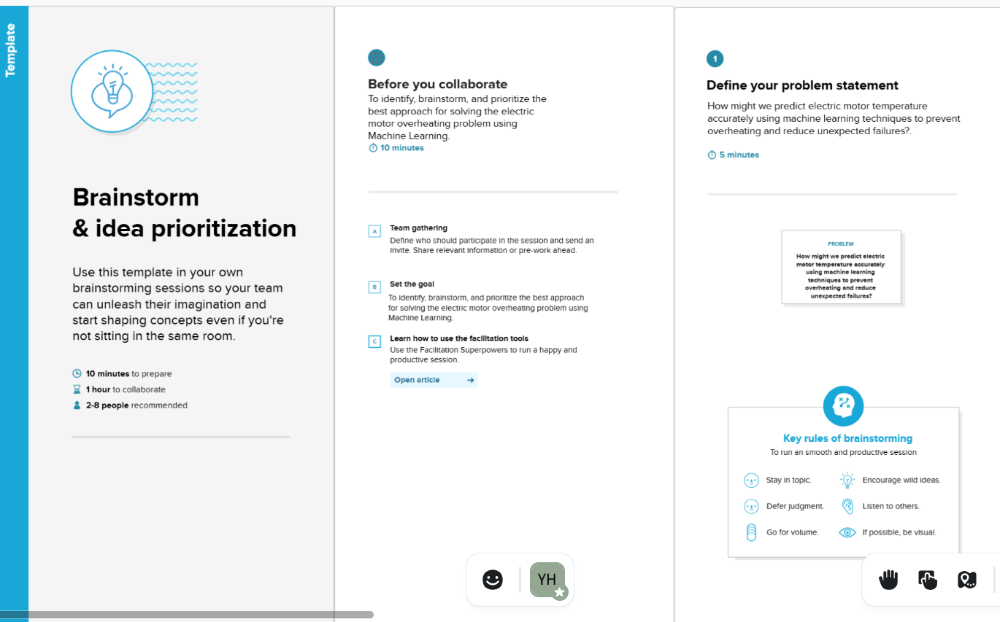 Template
Brainstorm
& idea prioritization
Use this template in your own
brainstorming sessions so your team
can unleash their imagination and
start shaping concepts even if you're
not sitting in the same room.
10 minutes to prepare
1 hour to collaborate
2-8 people recommended
Before you collaborate
To identify, brainstorm, and prioritize the
best approach for solving the electric
motor overheating problem using
Machine Learning.
10 minutes
A
Team gathering
Define who should participate in the session and send an
invite. Share relevant information or pre-work ahead.
B
Set the goal
To identify, brainstorm, and prioritize the best approach
for solving the electric motor overheating problem using
Machine Learning.
C
Learn how to use the facilitation tools
Use the Facilitation Superpowers to run a happy and
productive session.
Open article
1
Define your problem statement
How might we predict electric motor temperature
accurately using machine learning techniques to prevent
overheating and reduce unexpected failures?.
5 minutes
PROBLEM
How might we predict electric
motor temperature accurately
using machine learning
techniques to prevent
overheating and reduce
unexpected failures?
Key rules of brainstorming
To run an smooth and productive session
Stay in topic.
Encourage wild ideas.
Defer judgment.
Listen to others.
Go for volume.
If possible, be visual.
YH